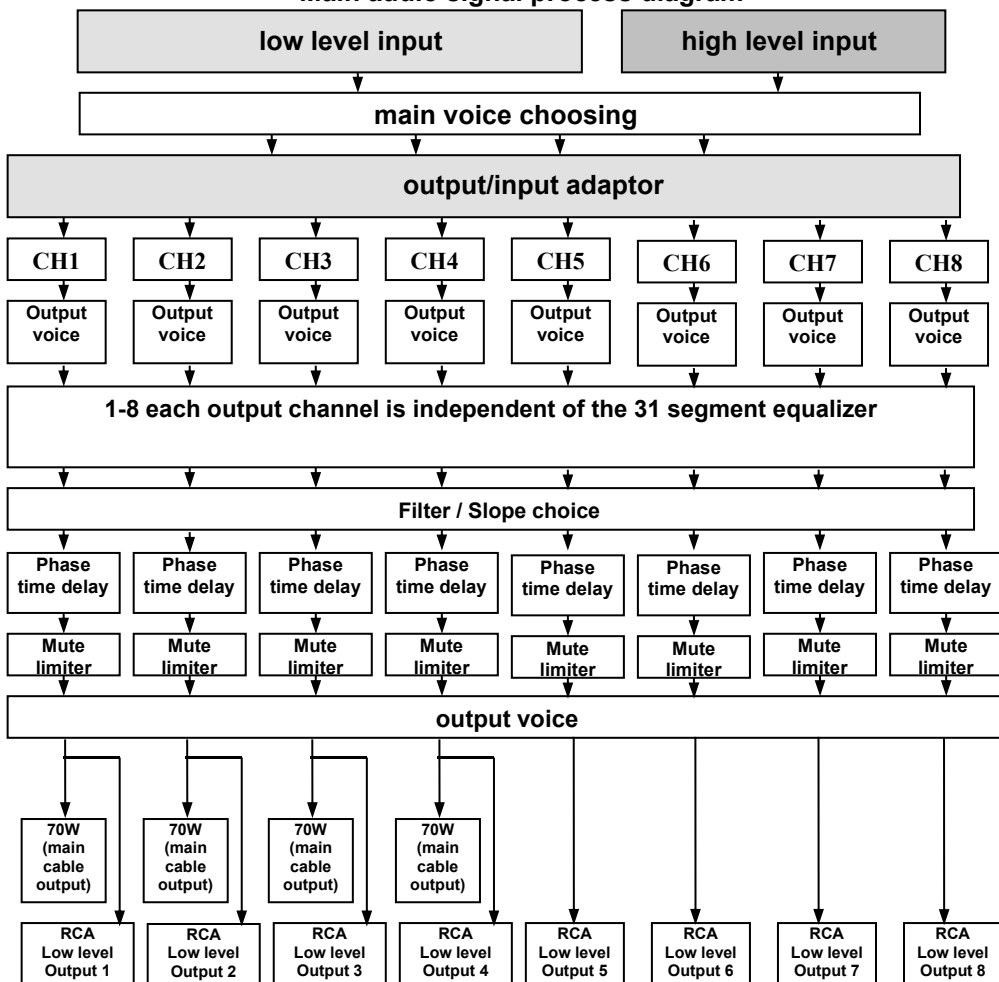 Main audio signal process diagram
low level input
high level input
main voice choosing
output/input adaptor
CH1
CH2
CH3
CH4
CH5
CH6
CH7
CH8
Output
voice
Output
voice
Output
voice
Output
voice
Output
voice
Output
voice
Output
voice
Output
voice
1-8 each output channel is independent of the 31 segment equalizer
Filter / Slope choice
Phase
time delay
Phase
time delay
Phase
time delay
Phase
time delay
Phase
time delay
Phase
time delay
Phase
time delay
Phase
time delay
Mute
limiter
Mute
limiter
Mute
limiter
Mute
limiter
Mute
limiter
Mute
limiter
Mute
limiter
Mute
limiter
output voice
70W
(main
cable
output)
70W
(main
cable
output)
70W
(main
cable
output)
70W
(main
cable
output)
RCA
Low level
Output 1
RCA
Low level
Output 2
RCA
Low level
Output 3
RCA
Low level
Output 4
RCA
Low level
Output 5
RCA
Low level
Output 6
RCA
Low level
Output 7
RCA
Low level
Output 8